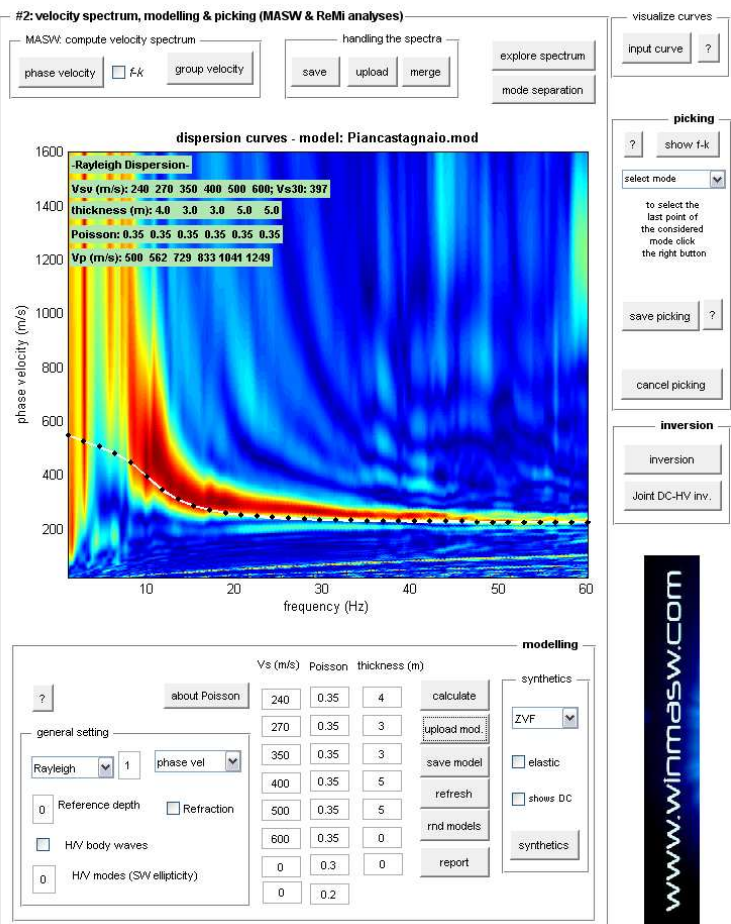 #2: velocity spectrum, modelling & picking (MASW & ReMi analyses)
MASW: compute velocity spectrum
phase velocity
f-k
group velocity
handling the spectra
save
upload
merge
explore spectrum
mode separation
visualize curves
input curve
?
dispersion curves - model: Piancastagnaio.mod
-Rayleigh Dispersion-
Vsv (m/s): 240 270 350 400 500 600; Vs30: 397
thickness (m): 4.0 3.0 3.0 5.0 5.0
Poisson: 0.35 0.35 0.35 0.35 0.35 0.35
Vp (m/s): 500 562 729 833 1041 1249
1600
1400
1200
1000
800
600
400
200
phase velocity (m/s)
10 20 30 40 50 60
frequency (Hz)
picking
?
show f-k
select mode
to select the
last point of
the considered
mode click
the right button
save picking
?
cancel picking
inversion
inversion
Joint DC-HV inv.
www.winmasw.com
modelling
?
about Poisson
general setting
Rayleigh
1
phase vel
0
Reference depth
Refraction
H/V body waves
0
H/V modes (SW ellipticity)
Vs (m/s) Poisson thickness (m)
240 0.35 4
270 0.35 3
350 0.35 3
400 0.35 5
500 0.35 5
600 0.35 0
0 0.3 0
0 0.2
calculate
upload mod.
save model
refresh
rnd models
report
synthetics
ZVF
elastic
shows DC
synthetics